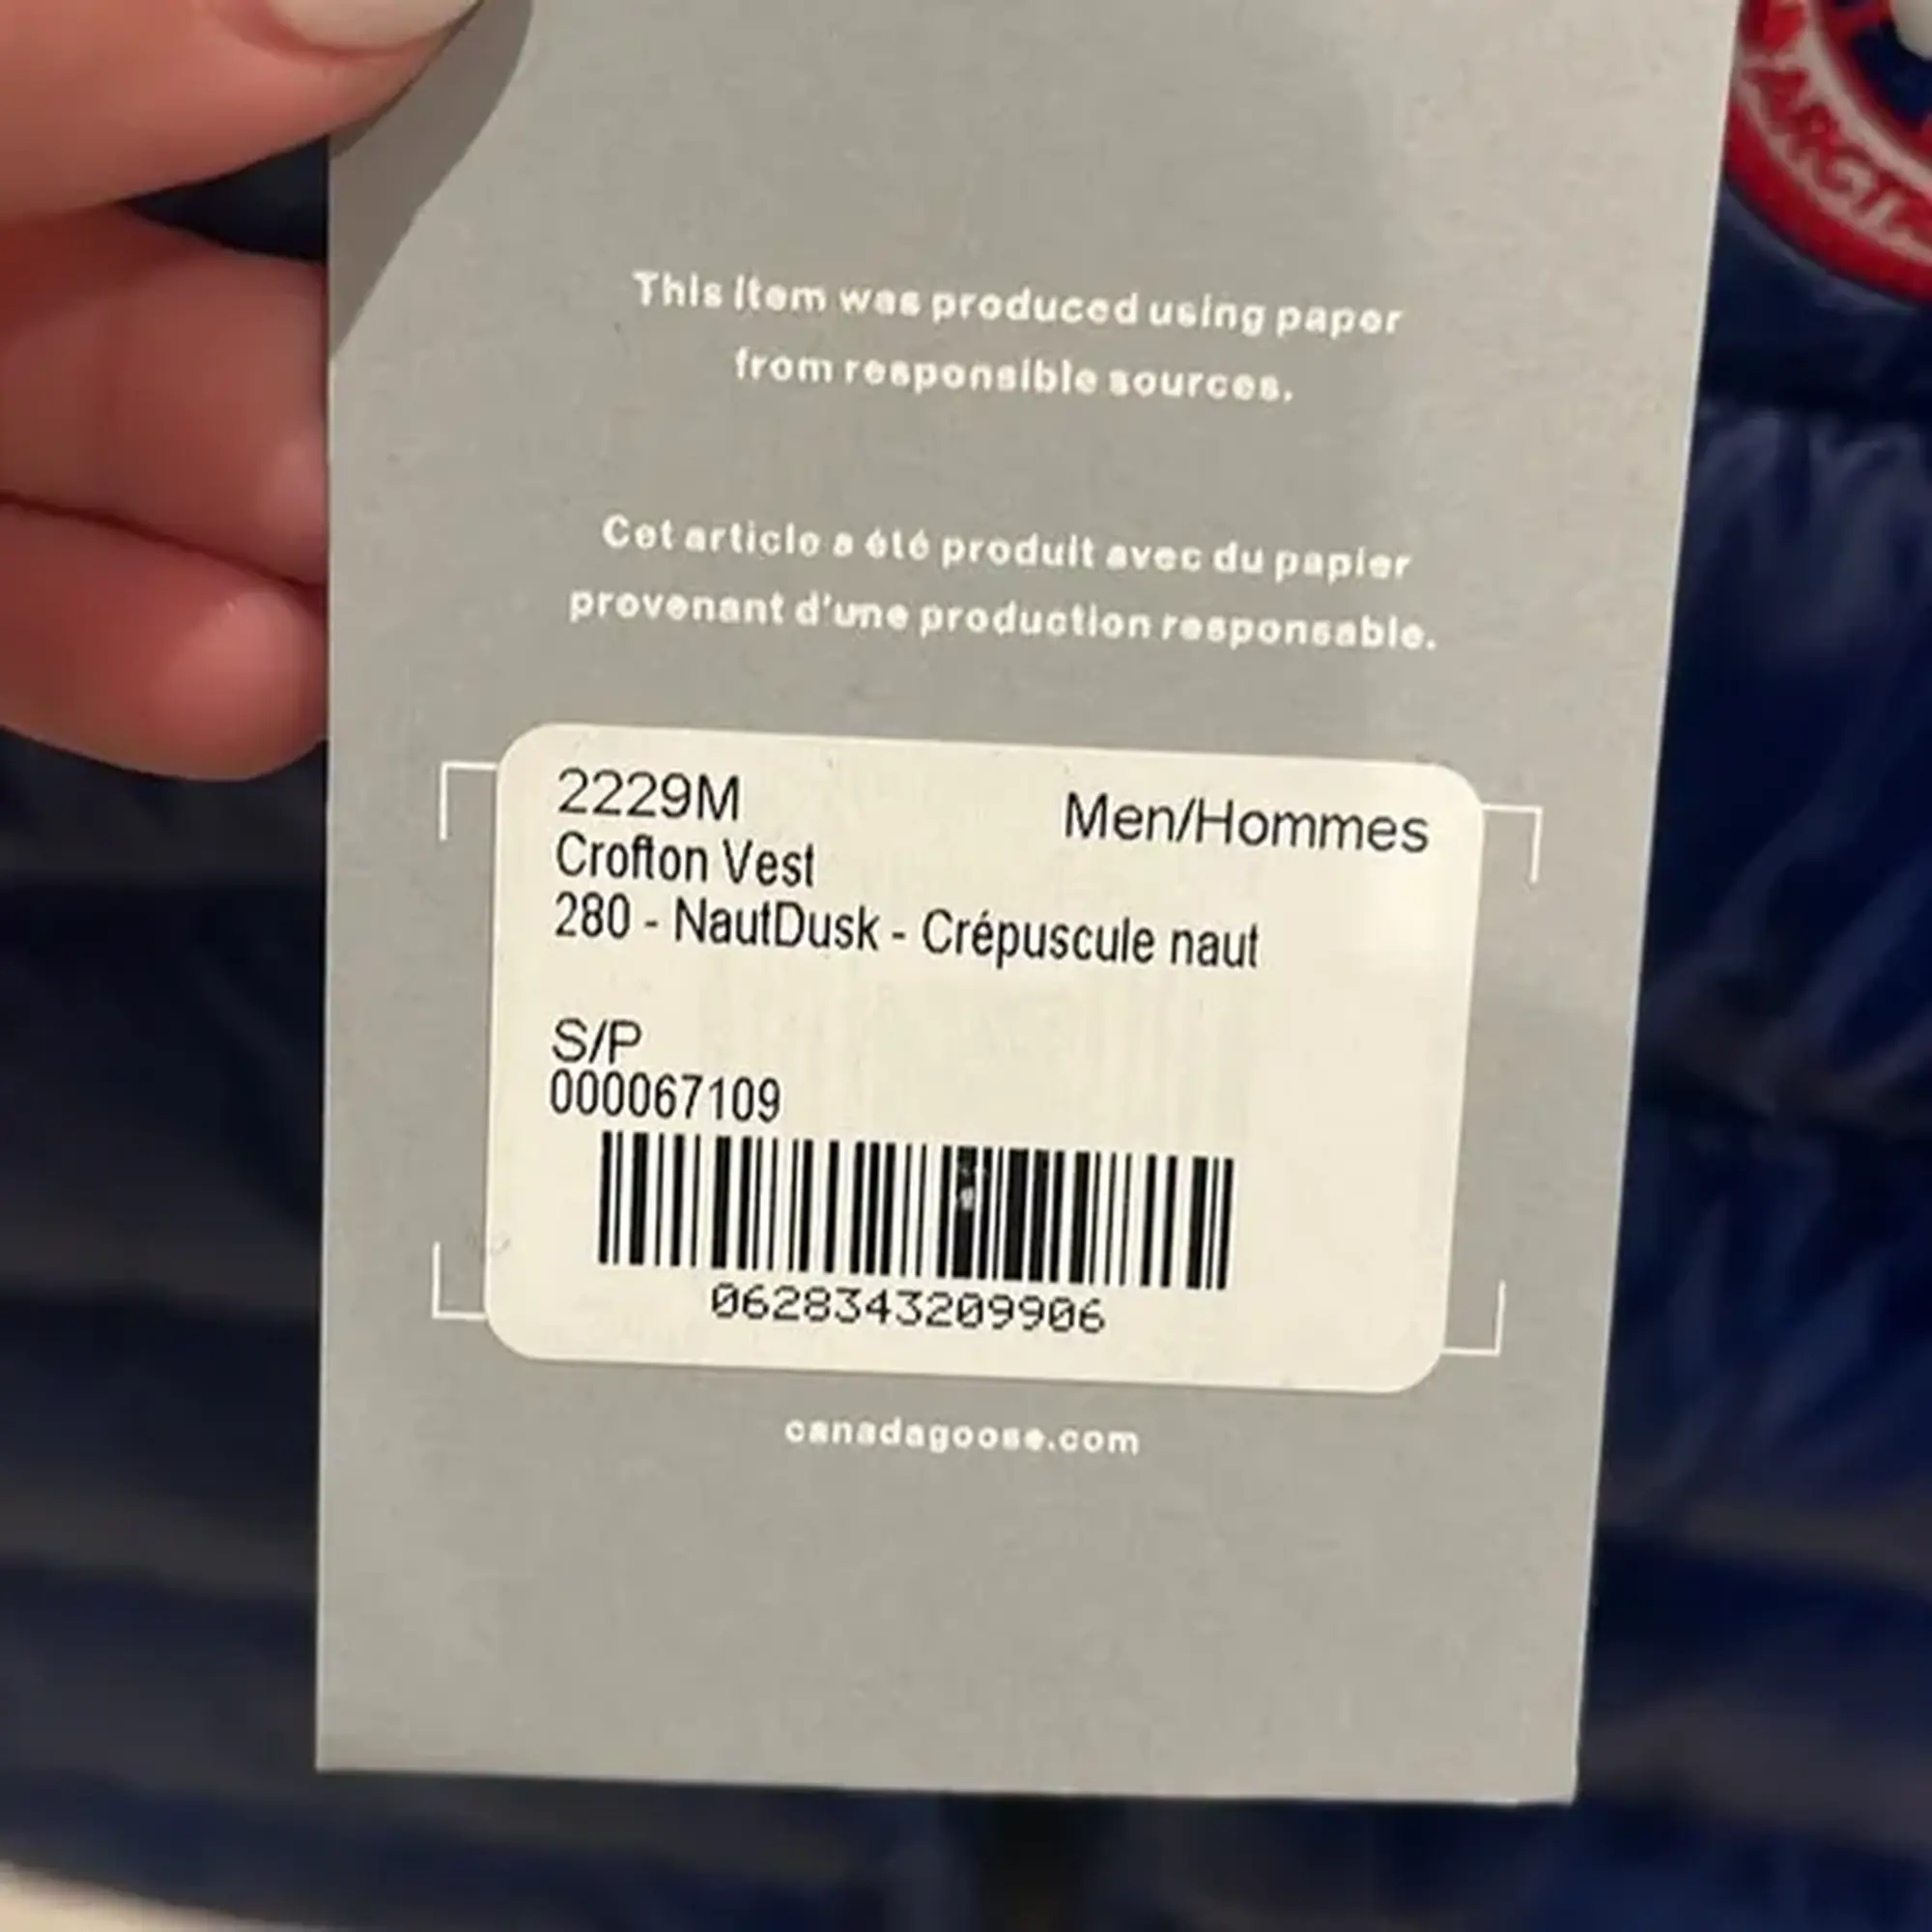 This item was produced using paper
from responsible sources.
Cet article a été produit avec du papier
provenant d'une production responsable.
2229M
Men/Hommes
Crofton Vest
280 - NautDusk - Crépuscule naut
S/P
000067109
0628343209906
canadagoose.com